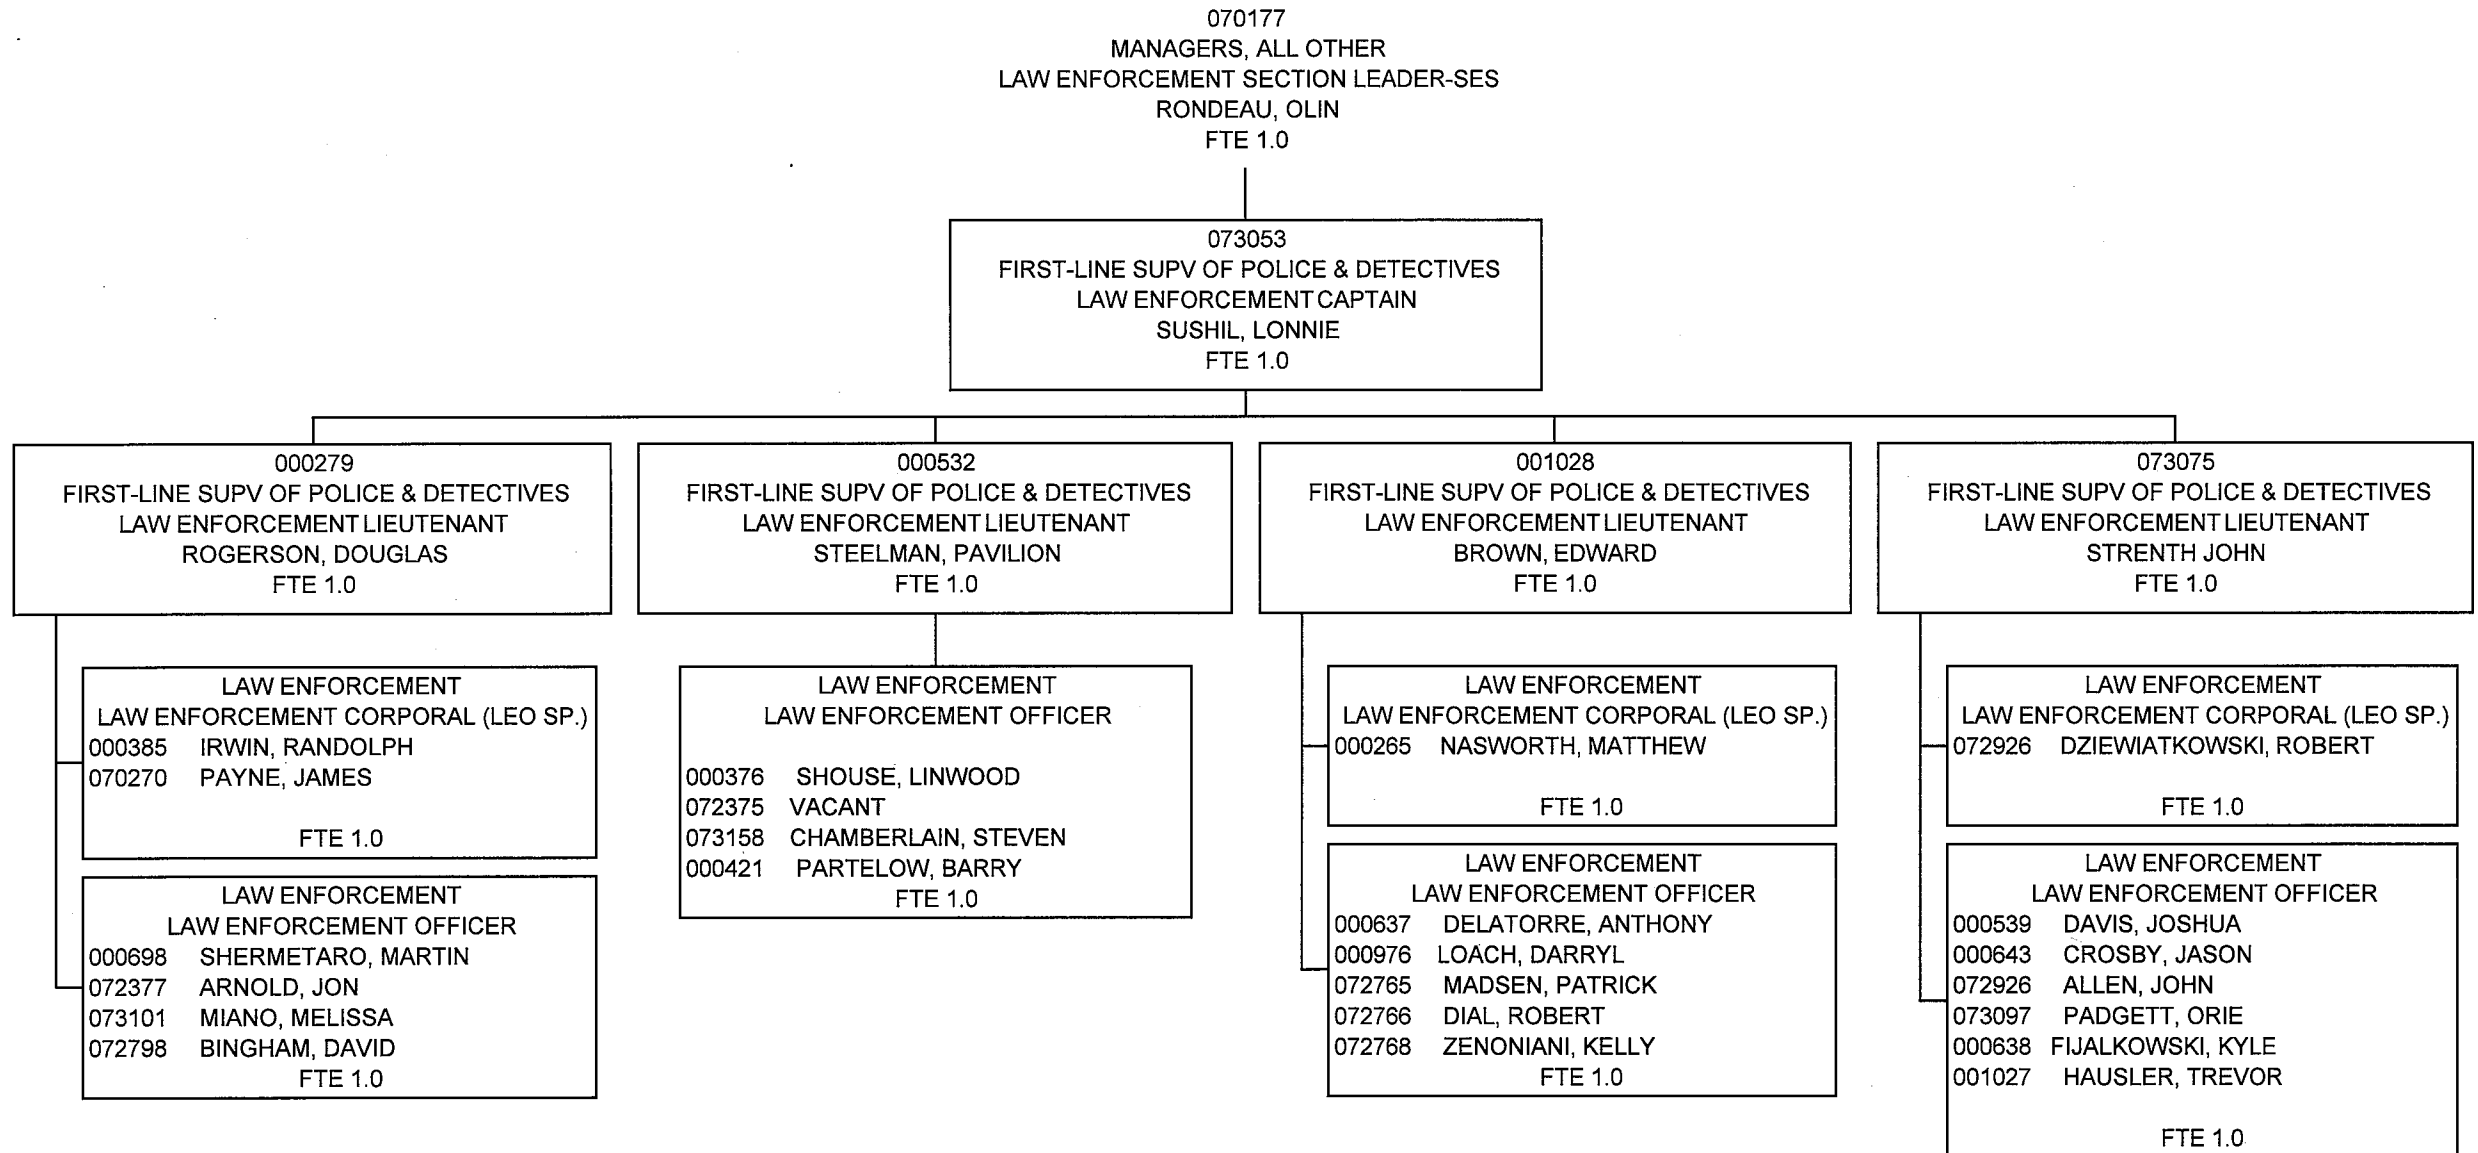 070177
MANAGERS, ALL OTHER
LAW ENFORCEMENT SECTION LEADER-SES
RONDEAU, OLIN
FTE 1.0
073053
FIRST-LINE SUPV OF POLICE & DETECTIVES
LAW ENFORCEMENT CAPTAIN
SUSHIL, LONNIE
FTE 1.0
000279
FIRST-LINE SUPV OF POLICE & DETECTIVES
LAW ENFORCEMENT LIEUTENANT
ROGERSON, DOUGLAS
FTE 1.0
LAW ENFORCEMENT
LAW ENFORCEMENT CORPORAL (LEO SP.)
000385 IRWIN, RANDOLPH
070270 PAYNE, JAMES
FTE 1.0
LAW ENFORCEMENT
LAW ENFORCEMENT OFFICER
000698 SHERMETARO, MARTIN
072377 ARNOLD, JON
073101 MIANO, MELISSA
072798 BINGHAM, DAVID
FTE 1.0
000532
FIRST-LINE SUPV OF POLICE & DETECTIVES
LAW ENFORCEMENT LIEUTENANT
STEELMAN, PAVILION
FTE 1.0
LAW ENFORCEMENT
LAW ENFORCEMENT OFFICER
000376 SHOUSE, LINWOOD
072375 VACANT
073158 CHAMBERLAIN, STEVEN
000421 PARTELOW, BARRY
FTE 1.0
001028
FIRST-LINE SUPV OF POLICE & DETECTIVES
LAW ENFORCEMENT LIEUTENANT
BROWN, EDWARD
FTE 1.0
LAW ENFORCEMENT
LAW ENFORCEMENT CORPORAL (LEO SP.)
000265 NASWORTH, MATTHEW
FTE 1.0
LAW ENFORCEMENT
LAW ENFORCEMENT OFFICER
000637 DELATORRE, ANTHONY
000976 LOACH, DARRYL
072765 MADSEN, PATRICK
072766 DIAL, ROBERT
072768 ZENONIANI, KELLY
FTE 1.0
073075
FIRST-LINE SUPV OF POLICE & DETECTIVES
LAW ENFORCEMENT LIEUTENANT
STRENTH JOHN
FTE 1.0
LAW ENFORCEMENT
LAW ENFORCEMENT CORPORAL (LEO SP.)
072926 DZIEWIATKOWSKI, ROBERT
FTE 1.0
LAW ENFORCEMENT
LAW ENFORCEMENT OFFICER
000539 DAVIS, JOSHUA
000643 CROSBY, JASON
072926 ALLEN, JOHN
073097 PADGETT, ORIE
000638 FIJALKOWSKI, KYLE
001027 HAUSLER, TREVOR
FTE 1.0